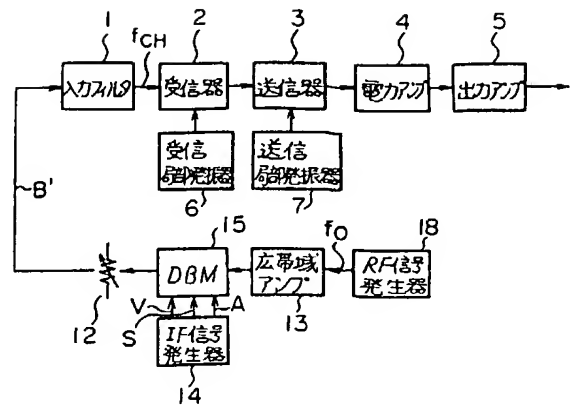 1
2
3
4
5
fCH
入力フィルタ
受信器
送信器
電力アンプ
出力アンプ
受信
局部発振器
送信
局部発振器
6
7
B'
15
fO
18
DBM
広帯域
アンプ
RF信号
発生器
12
V
S
A
13
IF信号
発生器
14